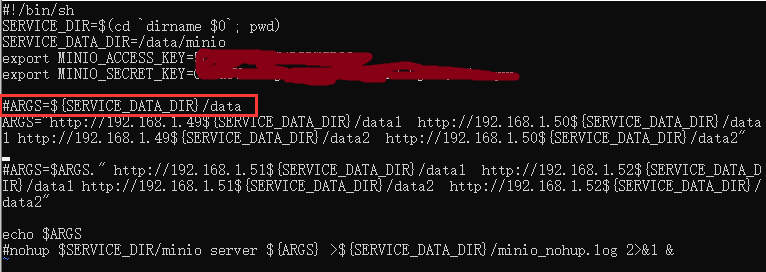 #!/bin/sh
SERVICE_DIR=$(cd `dirname $0`; pwd)
SERVICE_DATA_DIR=/data/minio
export MINIO_ACCESS_KEY=
export MINIO_SECRET_KEY=
#ARGS=${SERVICE_DATA_DIR}/data
ARGS="http://192.168.1.49${SERVICE_DATA_DIR}/data1  http://192.168.1.50${SERVICE_DATA_DIR}/data
1 http://192.168.1.49${SERVICE_DATA_DIR}/data2  http://192.168.1.50${SERVICE_DATA_DIR}/data2"
#ARGS=$ARGS." http://192.168.1.51${SERVICE_DATA_DIR}/data1  http://192.168.1.52${SERVICE_DATA_D
IR}/data1 http://192.168.1.51${SERVICE_DATA_DIR}/data2  http://192.168.1.52${SERVICE_DATA_DIR}/
data2"
echo $ARGS
#nohup $SERVICE_DIR/minio server ${ARGS} >${SERVICE_DATA_DIR}/minio_nohup.log 2>&1 &
~